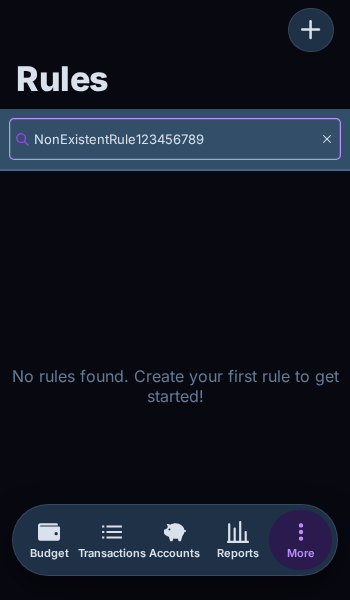 Rules
NonExistentRule123456789
No rules found. Create your first rule to get
started!
Budget
Transactions
Accounts
Reports
More